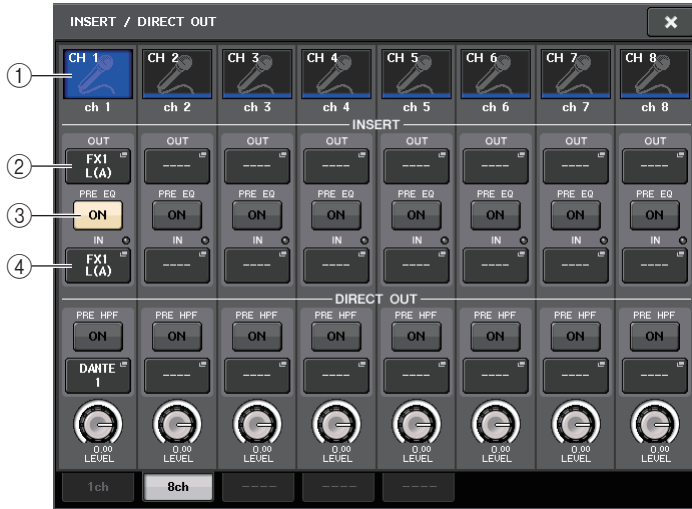 INSERT / DIRECT OUT
CH 1 CH 2 CH 3 CH 4 CH 5 CH 6 CH 7 CH 8
① ch 1 ch 2 ch 3 ch 4 ch 5 ch 6 ch 7 ch 8
INSERT
OUT OUT OUT OUT OUT OUT OUT OUT
② FX1 L(A) ---- ---- ---- ---- ---- ---- ----
PRE EQ PRE EQ PRE EQ PRE EQ PRE EQ PRE EQ PRE EQ PRE EQ
③ ON ON ON ON ON ON ON ON
IN IN IN IN IN IN IN IN
④ FX1 L(A) ---- ---- ---- ---- ---- ---- ----
DIRECT OUT
PRE HPF PRE HPF PRE HPF PRE HPF PRE HPF PRE HPF PRE HPF PRE HPF
ON ON ON ON ON ON ON ON
DANTE 1 ---- ---- ---- ---- ---- ---- ----
0.00 0.00 0.00 0.00 0.00 0.00 0.00 0.00
LEVEL LEVEL LEVEL LEVEL LEVEL LEVEL LEVEL LEVEL
1ch 8ch ---- ---- ----